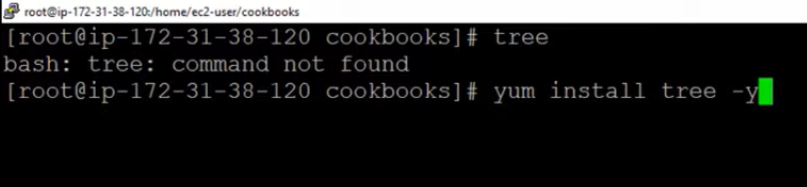 root@ip-172-31-38-120:/home/ec2-user/cookbooks
[root@ip-172-31-38-120 cookbooks]# tree
bash: tree: command not found
[root@ip-172-31-38-120 cookbooks]# yum install tree -y